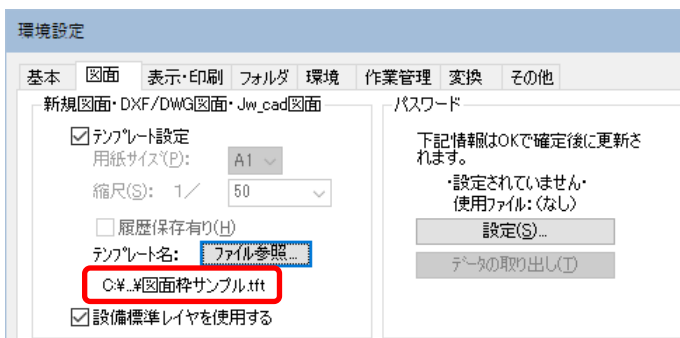 環境設定
基本 図面 表示・印刷 フォルダ 環境 作業管理 変換 その他
新規図面・DXF/DWG図面・Jw_cad図面
☑テンプレート設定
用紙サイズ(P): A1
縮尺(S): 1／ 50
履歴保存有り(H)
テンプレート名: ファイル参照...
C:¥...¥図面枠サンプル.tft
☑設備標準レイヤを使用する
パスワード
下記情報はOKで確定後に更新さ
れます。
・設定されていません・
使用ファイル:(なし)
設定(S)...
データの取り出し(T)